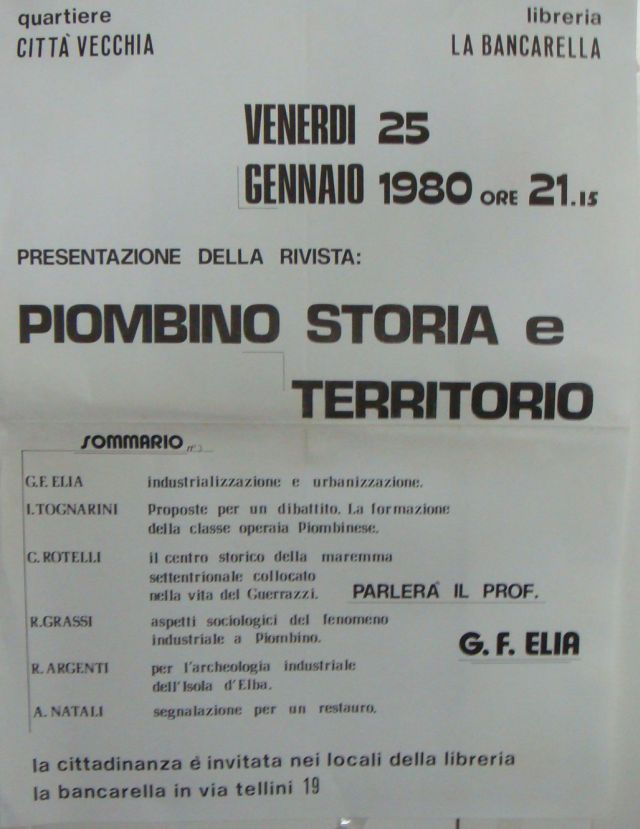 quartiere
CITTÀ VECCHIA
libreria
LA BANCARELLA
VENERDI 25
GENNAIO 1980 ORE 21.15
PRESENTAZIONE DELLA RIVISTA:
PIOMBINO STORIA e
TERRITORIO
SOMMARIO
G.F. ELIA industrializzazione e urbanizzazione.
I. TOGNARINI Proposte per un dibattito. La formazione
della classe operaia Piombinese.
G. ROTELLI il centro storico della maremma
settentrionale collocato
nella vita del Guerrazzi.
PARLERA' IL PROF.
G. F. ELIA
R. GRASSI aspetti sociologici del fenomeno
industriale a Piombino.
R. ARGENTI per l'archeologia industriale
dell'Isola d'Elba.
A. NATALI segnalazione per un restauro.
la cittadinanza è invitata nei locali della libreria
la bancarella in via tellini 19